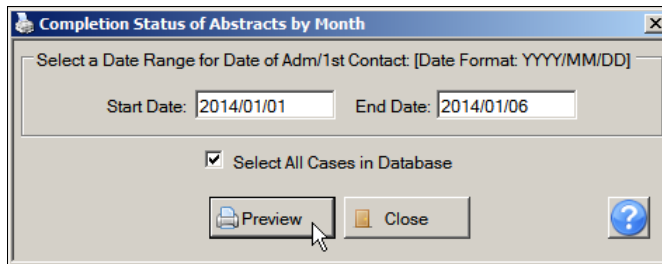 Completion Status of Abstracts by Month
Select a Date Range for Date of Adm/1st Contact: [Date Format: YYYY/MM/DD]
Start Date: 2014/01/01 End Date: 2014/01/06
Select All Cases in Database
Preview Close